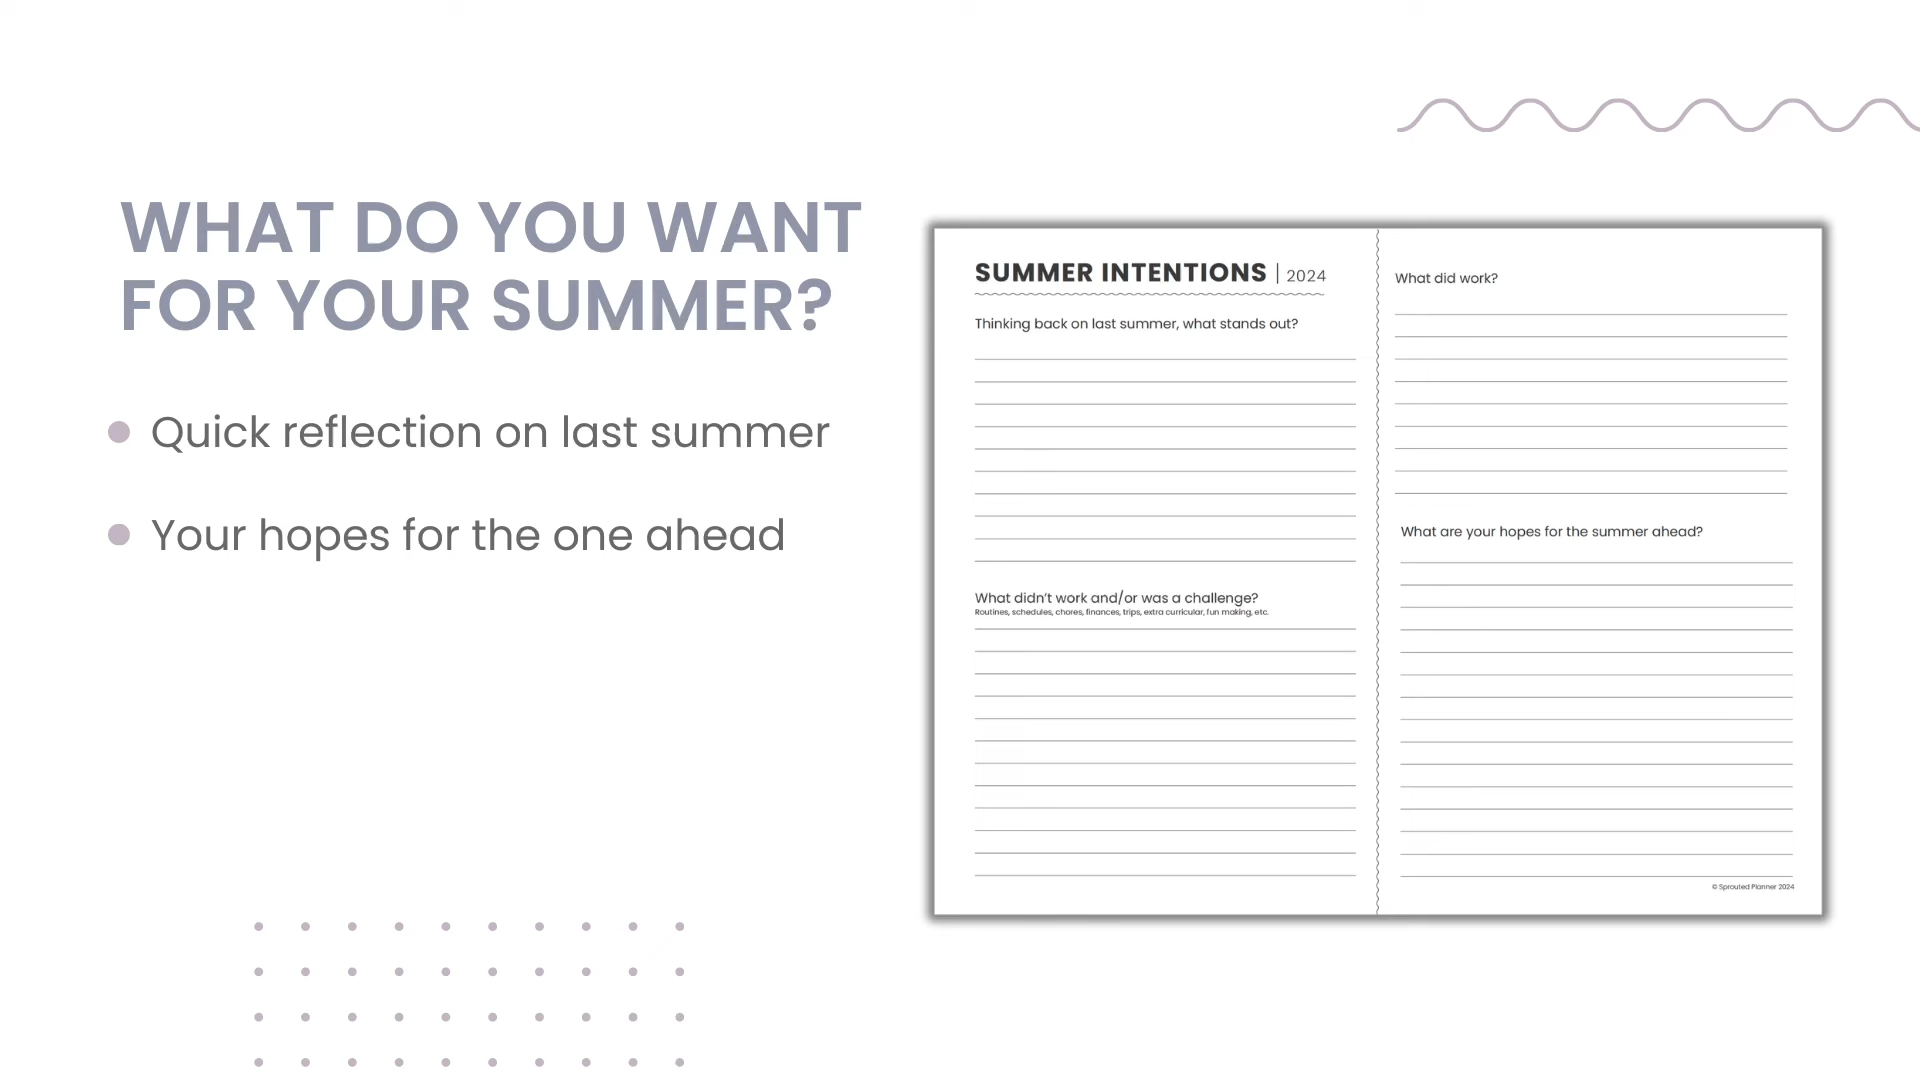 WHAT DO YOU WANT
FOR YOUR SUMMER?
Quick reflection on last summer
Your hopes for the one ahead
SUMMER INTENTIONS | 2024
Thinking back on last summer, what stands out?
What didn't work and/or was a challenge?
Routines, schedules, chores, finances, trips, extra curricular, fun making, etc.
What did work?
What are your hopes for the summer ahead?
© Sprouted Planner 2024